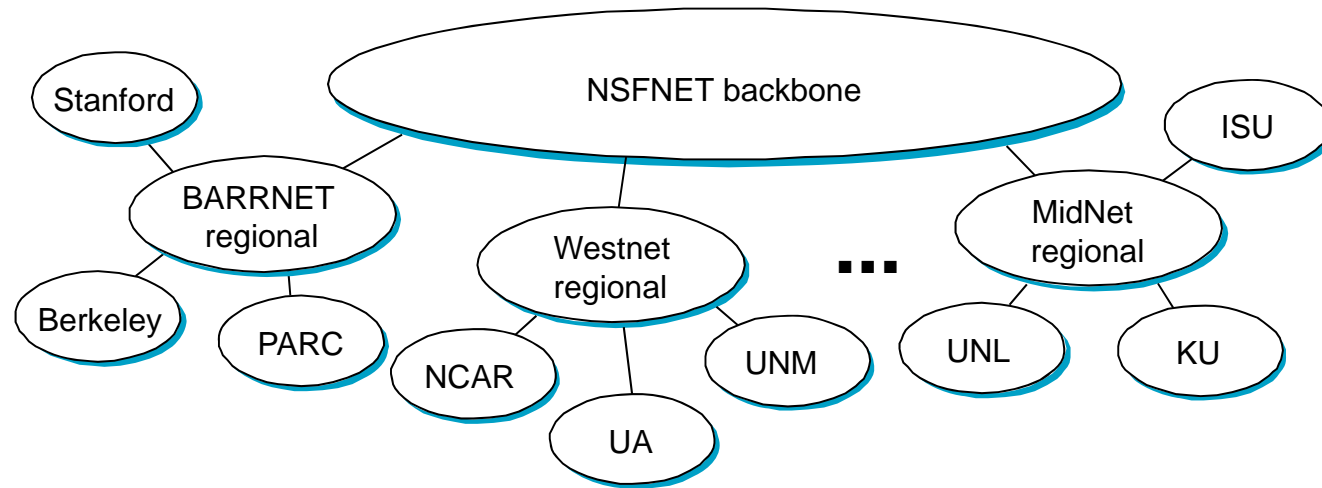 NSFNET backbone
Stanford
ISU
BARRNET
regional
MidNet
regional
Westnet
regional
Berkeley
PARC
NCAR
UNM
UNL
KU
UA